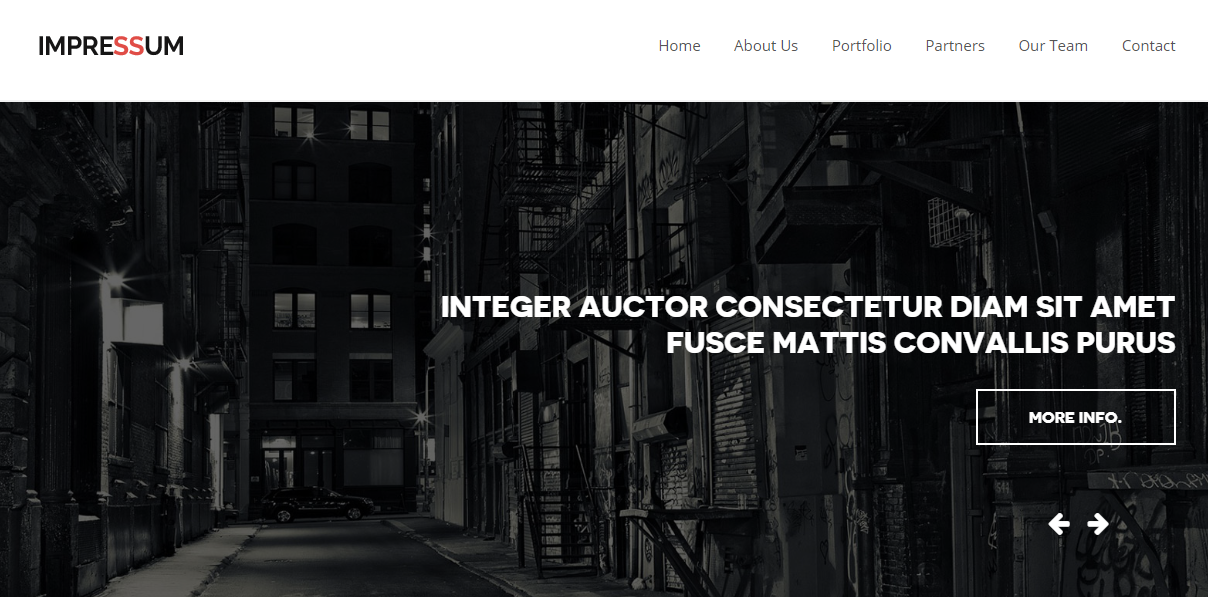 IMPRESSUM
Home About Us Portfolio Partners Our Team Contact
INTEGER AUCTOR CONSECTETUR DIAM SIT AMET
FUSCE MATTIS CONVALLIS PURUS
MORE INFO.